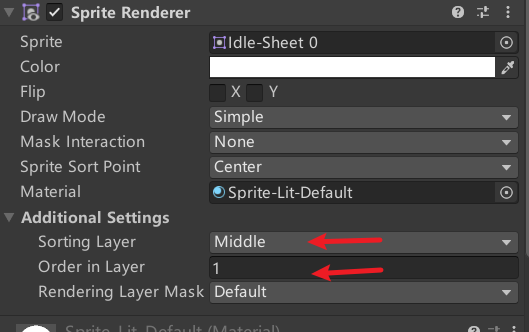 Sprite Renderer
Sprite Idle-Sheet 0
Color
Flip X Y
Draw Mode Simple
Mask Interaction None
Sprite Sort Point Center
Material Sprite-Lit-Default
Additional Settings
Sorting Layer Middle
Order in Layer 1
Rendering Layer Mask Default
Sprite-Lit-Default (Material)